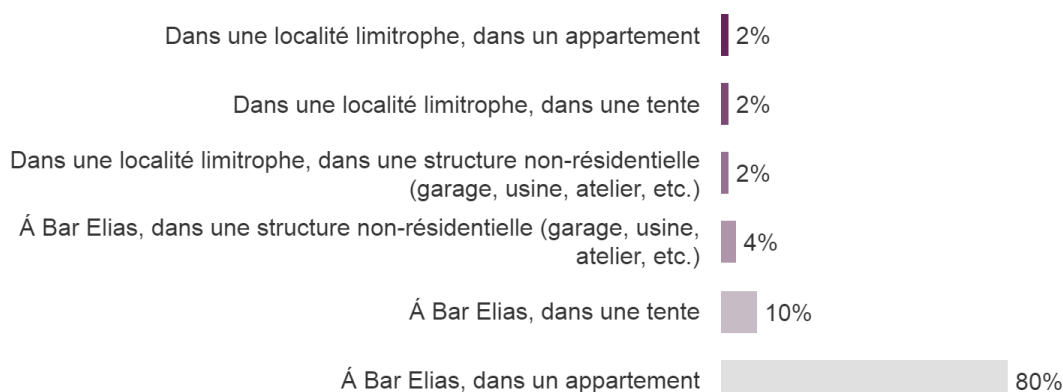 Dans une localité limitrophe, dans un appartement 2%
Dans une localité limitrophe, dans une tente 2%
Dans une localité limitrophe, dans une structure non-résidentielle
(garage, usine, atelier, etc.) 2%
Á Bar Elias, dans une structure non-résidentielle (garage, usine,
atelier, etc.) 4%
Á Bar Elias, dans une tente 10%
Á Bar Elias, dans un appartement 80%